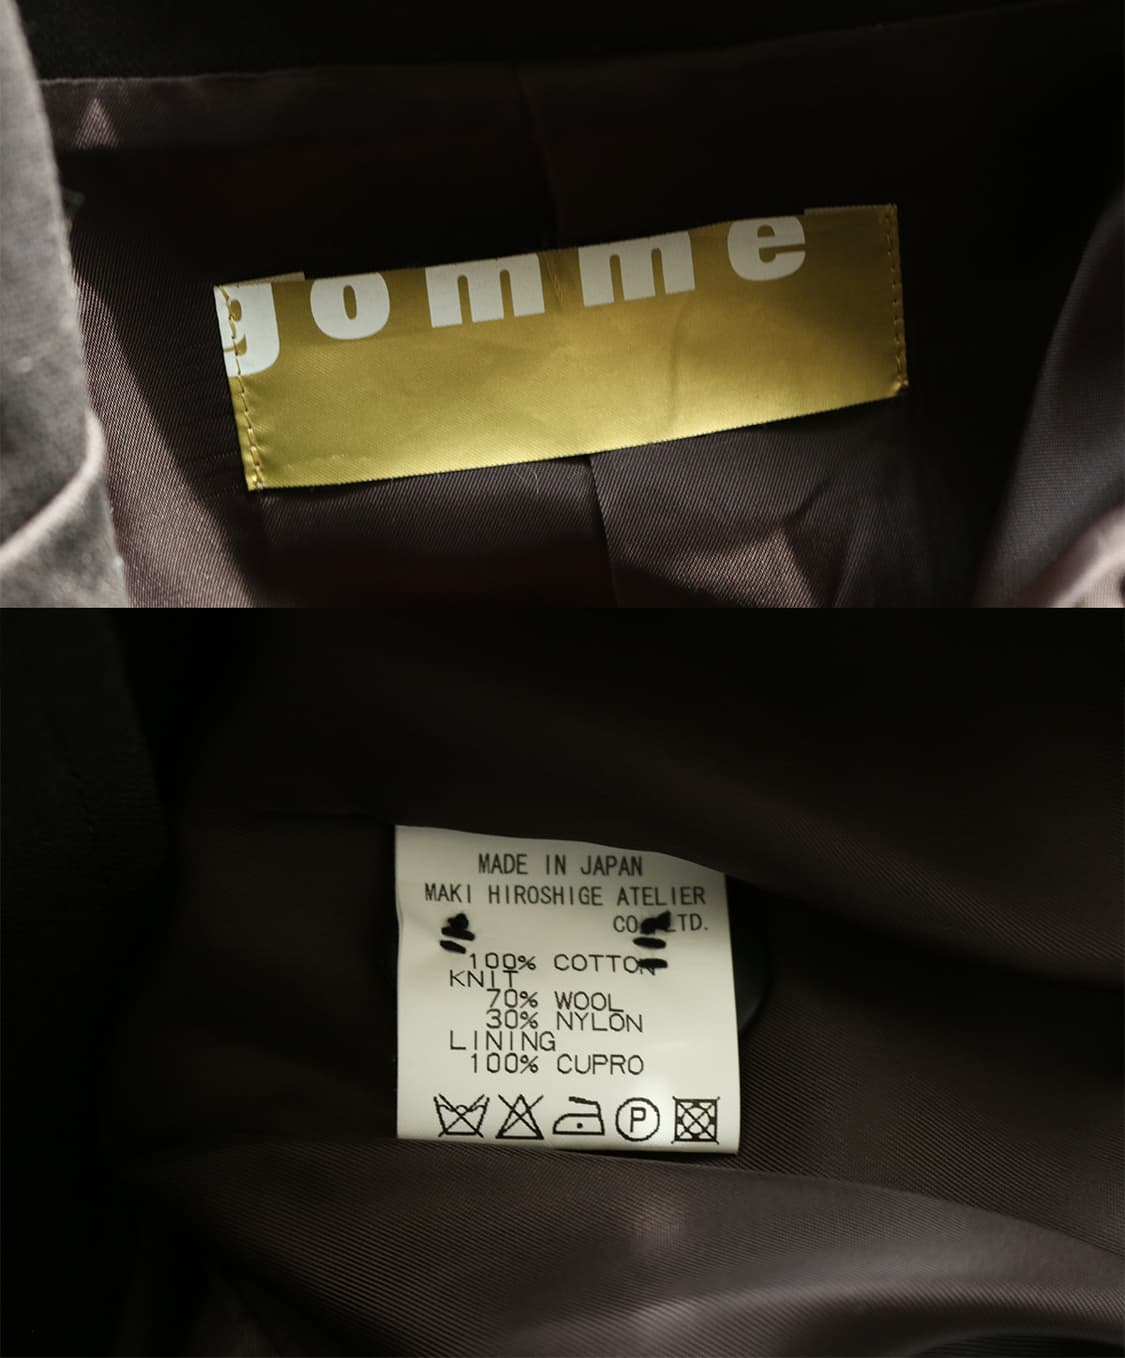 gomme
MADE IN JAPAN
MAKI HIROSHIGE ATELIER
CO.,LTD.
100% COTTON
KNIT
70% WOOL
30% NYLON
LINING
100% CUPRO
P